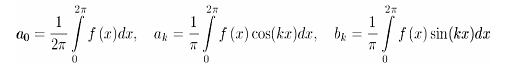 $a_0 = \frac{1}{2\pi} \int_0^{2\pi} f(x)dx, \quad a_k = \frac{1}{\pi} \int_0^{2\pi} f(x)\cos(kx)dx, \quad b_k = \frac{1}{\pi} \int_0^{2\pi} f(x)\sin(kx)dx$